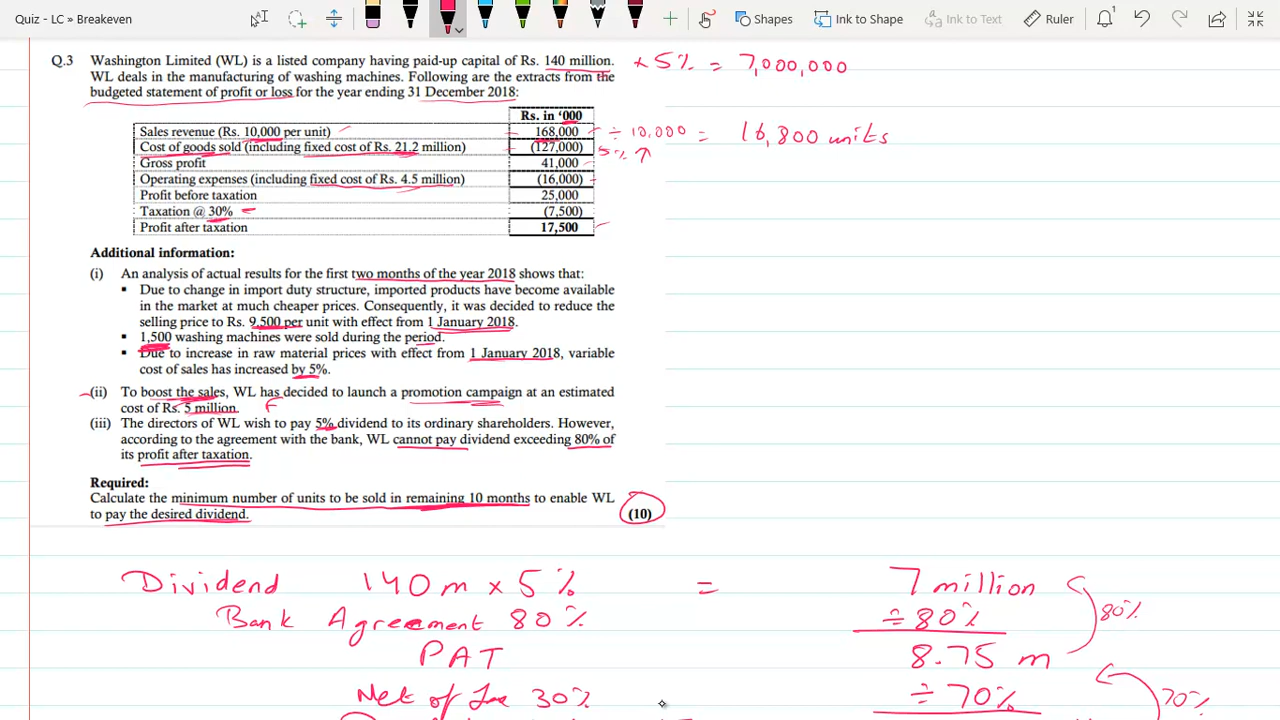 Quiz - LC » Breakeven
Shapes
Ink to Shape
Ink to Text
Ruler
Q.3 Washington Limited (WL) is a listed company having paid-up capital of Rs. 140 million.
WL deals in the manufacturing of washing machines. Following are the extracts from the
budgeted statement of profit or loss for the year ending 31 December 2018:
× 5% = 7,000,000
Rs. in ‘000
Sales revenue (Rs. 10,000 per unit) 168,000 ÷ 10,000 = 16,800 units
Cost of goods sold (including fixed cost of Rs. 21.2 million) (127,000) 5% ↑
Gross profit 41,000
Operating expenses (including fixed cost of Rs. 4.5 million) (16,000)
Profit before taxation 25,000
Taxation @ 30% (7,500)
Profit after taxation 17,500
Additional information:
(i) An analysis of actual results for the first two months of the year 2018 shows that:
▪ Due to change in import duty structure, imported products have become available
in the market at much cheaper prices. Consequently, it was decided to reduce the
selling price to Rs. 9,500 per unit with effect from 1 January 2018.
▪ 1,500 washing machines were sold during the period.
▪ Due to increase in raw material prices with effect from 1 January 2018, variable
cost of sales has increased by 5%.
(ii) To boost the sales, WL has decided to launch a promotion campaign at an estimated
cost of Rs. 5 million. F
(iii) The directors of WL wish to pay 5% dividend to its ordinary shareholders. However,
according to the agreement with the bank, WL cannot pay dividend exceeding 80% of
its profit after taxation.
Required:
Calculate the minimum number of units to be sold in remaining 10 months to enable WL
to pay the desired dividend. (10)
Dividend 140 m × 5% = 7 million
Bank Agreement 80% ÷ 80% 80%
PAT 8.75 m
Net of Tax 30% ÷ 70% 70%